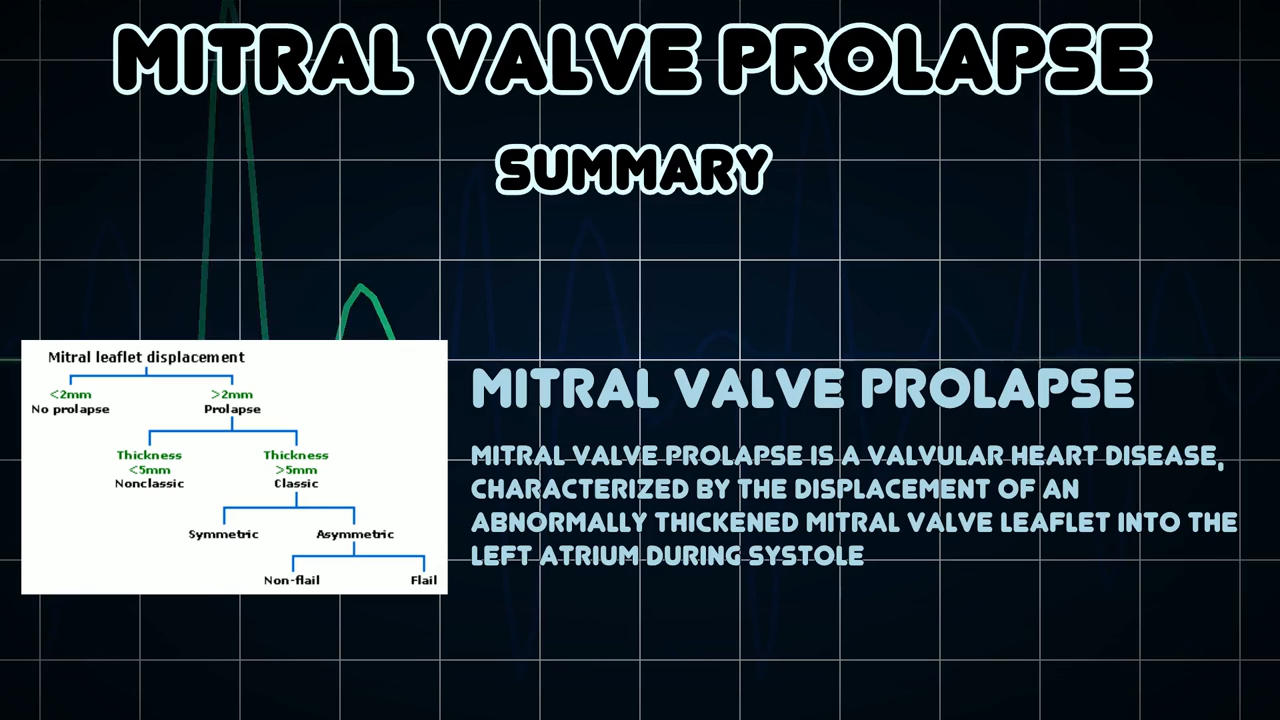 MITRAL VALVE PROLAPSE
SUMMARY
Mitral leaflet displacement
<2mm >2mm
No prolapse Prolapse
Thickness Thickness
<5mm >5mm
Nonclassic Classic
Symmetric Asymmetric
Non-flail Flail
MITRAL VALVE PROLAPSE
MITRAL VALVE PROLAPSE IS A VALVULAR HEART DISEASE,
CHARACTERIZED BY THE DISPLACEMENT OF AN
ABNORMALLY THICKENED MITRAL VALVE LEAFLET INTO THE
LEFT ATRIUM DURING SYSTOLE